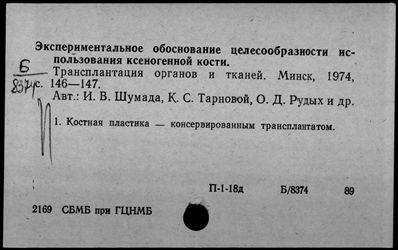 Экспериментальное обоснование целесообразности ис-
пользования ксеногенной кости.
Б
8374
Трансплантация органов и тканей. Минск, 1974,
с. 146—147.
Авт.: И. В. Шумада, К. С. Тарновой, О. Д. Рудых и др.
1. Костная пластика — консервированным трансплантатом.
П-1-18д Б/8374 89
2169 СБМБ при ГЦНМБ